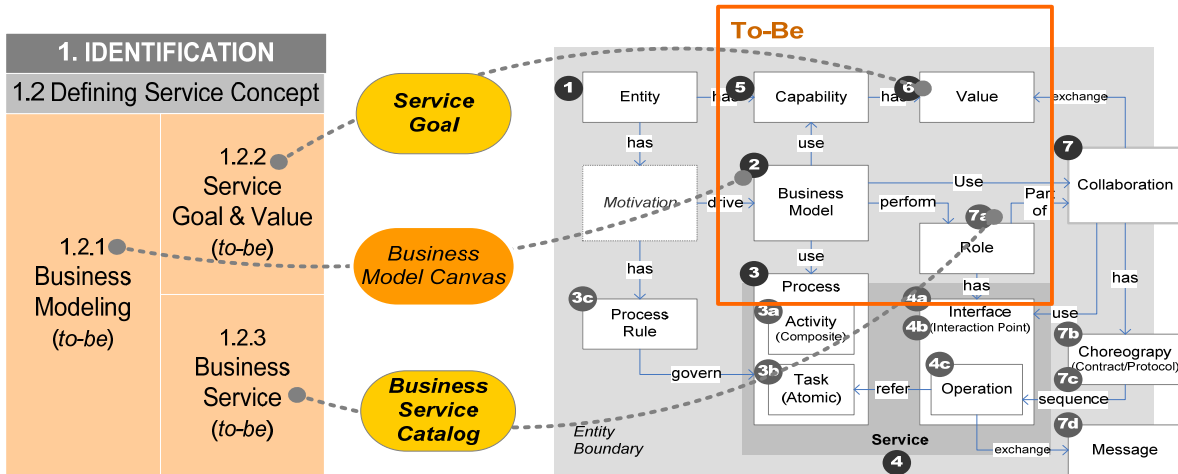 1. IDENTIFICATION
1.2 Defining Service Concept
1.2.1
Business
Modeling
(to-be)
1.2.2
Service
Goal & Value
(to-be)
1.2.3
Business
Service
(to-be)
Service
Goal
Business
Model Canvas
Business
Service
Catalog
To-Be
1
Entity
has
5
Capability
has
6
Value
exchange
has
use
7
Collaboration
Motivation
drive
2
Business
Model
Use
perform
Part
of
7a
Role
has
use
has
has
3c
Process
Rule
govern
3
Process
3a
Activity
(Composite)
3b
Task
(Atomic)
refer
4a
Interface
(Interaction Point)
4b
4c
Operation
use
7b
Choreograpy
(Contract/Protocol)
7c
sequence
7d
Message
exchange
Service
4
Entity
Boundary